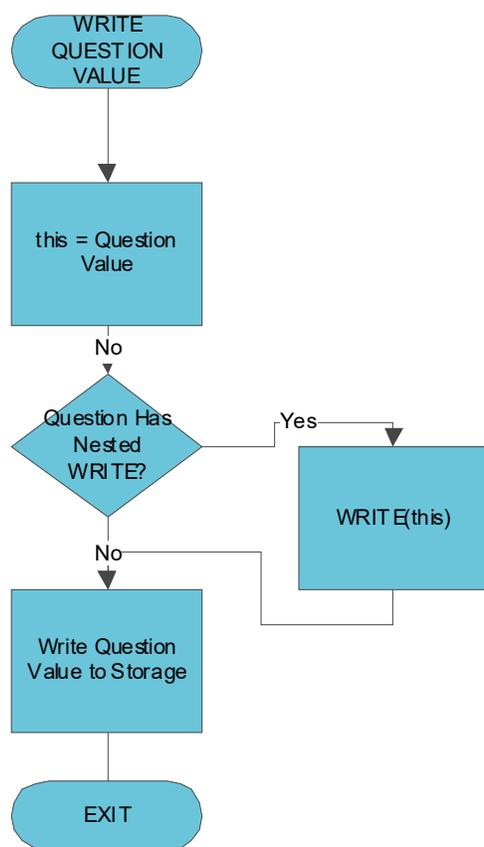 WRITE
QUESTION
VALUE
this = Question
Value
No
Question Has
Nested
WRITE?
Yes
WRITE(this)
No
Write Question
Value to Storage
EXIT